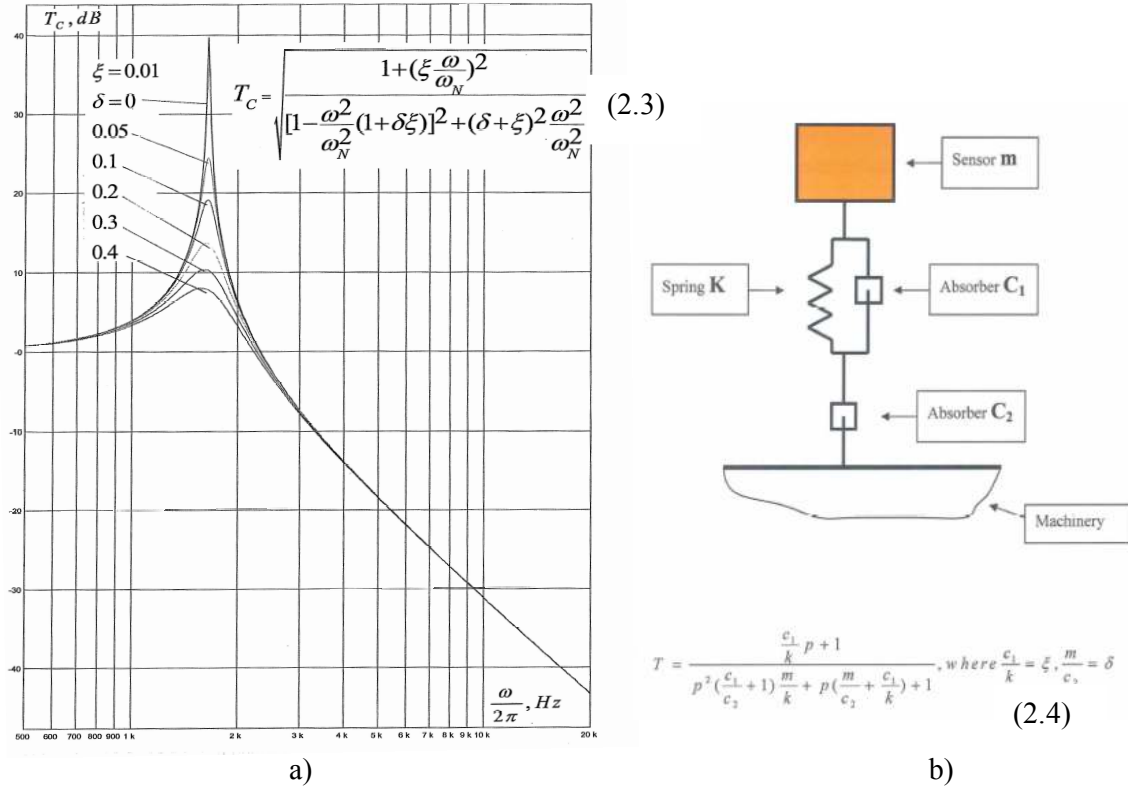 T_C, dB
40
30
20
10
-0
-10
-20
-30
-40
ξ=0.01
δ=0
0.05
0.1
0.2
0.3
0.4
T_C = √((1+(ξ ω/ω_N)²)/([1−ω²/ω_N²(1+δξ)]²+(δ+ξ)² ω²/ω_N²)) (2.3)
ω/2π, Hz
500 600 700 800 900 1 k 2 k 3 k 4 k 5 k 6 k 7 k 8 k 9 k 10 k 20 k
a)
Sensor m
Spring K
Absorber C₁
Absorber C₂
Machinery
T = (c₁/k p + 1)/(p²(c₁/c₂ + 1) m/k + p(m/c₂ + c₁/k) + 1), where c₁/k = ξ, m/c₂ = δ
(2.4)
b)